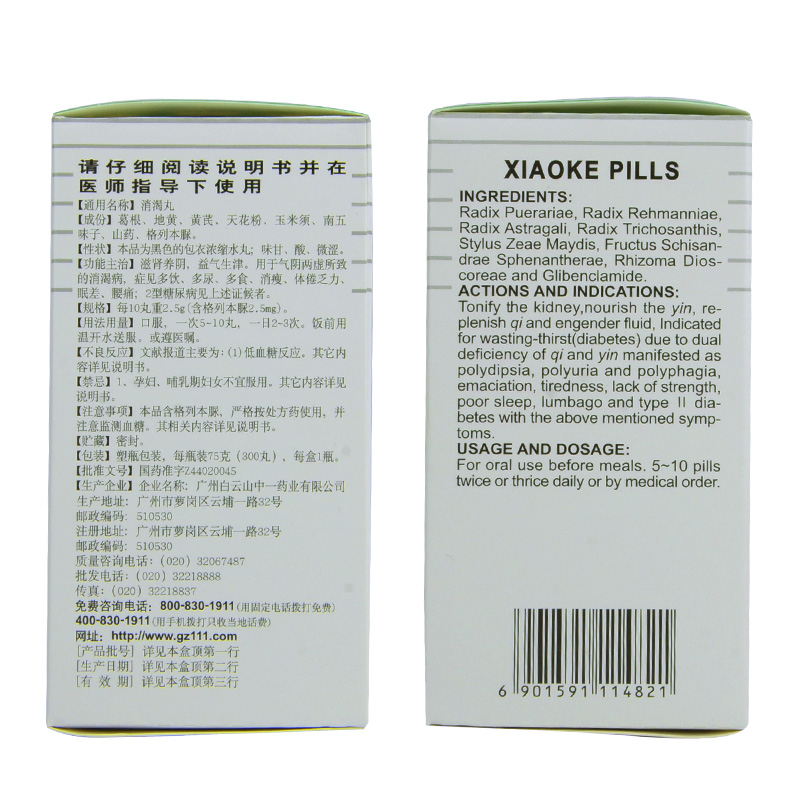 请仔细阅读说明书并在
医师指导下使用
【通用名称】消渴丸
【成份】葛根、地黄、黄芪、天花粉、玉米须、南五
味子、山药、格列本脲。
【性状】本品为黑色的包衣浓缩水丸；味甘、酸、微涩。
【功能主治】滋肾养阴，益气生津。用于气阴两虚所致
的消渴病，症见多饮、多尿、多食、消瘦、体倦乏力、
眠差、腰痛；2型糖尿病见上述证候者。
【规格】每10丸重2.5g(含格列本脲2.5mg)。
【用法用量】口服，一次5~10丸，一日2~3次。饭前用
温开水送服。或遵医嘱。
【不良反应】文献报道主要为：(1)低血糖反应。其它内
容详见说明书。
【禁忌】1、孕妇、哺乳期妇女不宜服用。其它内容详见
说明书。
【注意事项】本品含格列本脲，严格按处方药使用，并
注意监测血糖。其相关内容详见说明书。
【贮藏】密封。
【包装】塑瓶包装，每瓶装75克（300丸），每盒1瓶。
【批准文号】国药准字Z44020045
【生产企业】企业名称：广州白云山中一药业有限公司
生产地址：广州市萝岗区云埔一路32号
邮政编码：510530
注册地址：广州市萝岗区云埔一路32号
邮政编码：510530
质量咨询电话：(020) 32067487
批发电话：(020) 32218888
传真：(020) 32218837
免费咨询电话：800-830-1911(用固定电话拨打免费)
400-830-1911(用手机拨打只收当地话费)
网址：http://www.gz111.com
[产品批号] 详见本盒顶第一行
[生产日期] 详见本盒顶第二行
[有 效 期] 详见本盒顶第三行
XIAOKE PILLS
INGREDIENTS:
Radix Puerariae, Radix Rehmanniae,
Radix Astragali, Radix Trichosanthis,
Stylus Zeae Maydis, Fructus Schisan-
drae Sphenantherae, Rhizoma Dios-
coreae and Glibenclamide.
ACTIONS AND INDICATIONS:
Tonify the kidney,nourish the yin, re-
plenish qi and engender fluid, Indicated
for wasting-thirst(diabetes) due to dual
deficiency of qi and yin manifested as
polydipsia, polyuria and polyphagia,
emaciation, tiredness, lack of strength,
poor sleep, lumbago and type II dia-
betes with the above mentioned symp-
toms.
USAGE AND DOSAGE:
For oral use before meals. 5~10 pills
twice or thrice daily or by medical order.
6 901591 114821